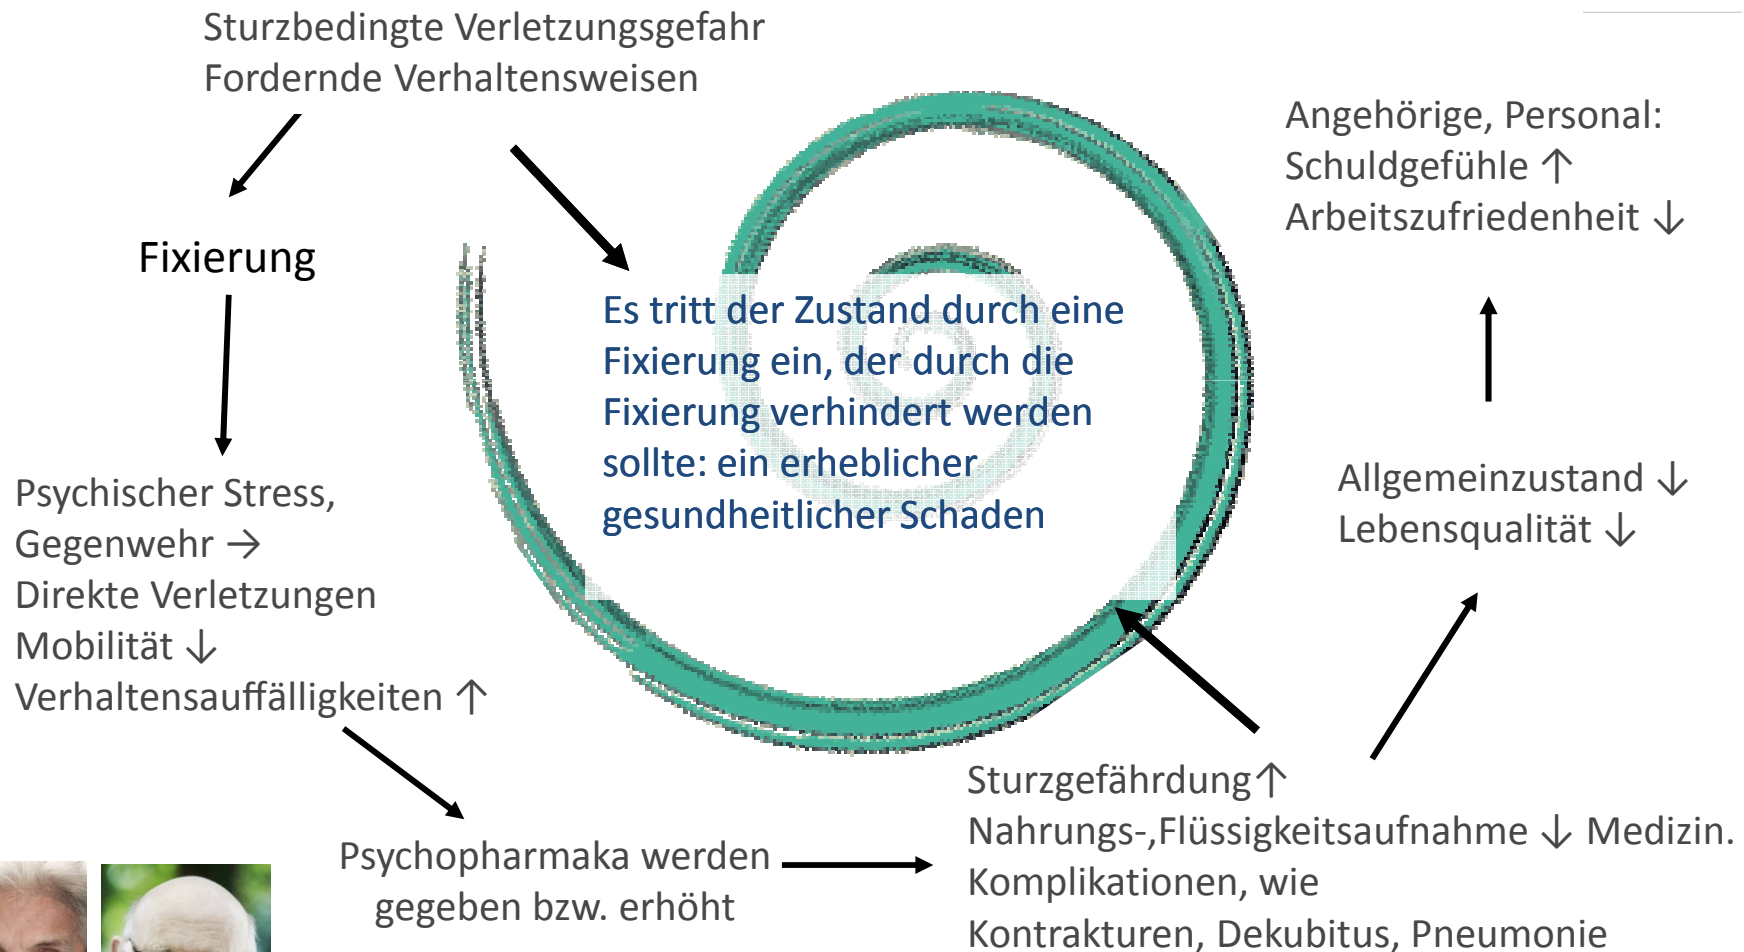 Sturzbedingte Verletzungsgefahr
Fordernde Verhaltensweisen
Fixierung
Psychischer Stress,
Gegenwehr →
Direkte Verletzungen
Mobilität ↓
Verhaltensauffälligkeiten ↑
Psychopharmaka werden
gegeben bzw. erhöht
Sturzgefährdung↑
Nahrungs-,Flüssigkeitsaufnahme ↓ Medizin.
Komplikationen, wie
Kontrakturen, Dekubitus, Pneumonie
Allgemeinzustand ↓
Lebensqualität ↓
Angehörige, Personal:
Schuldgefühle ↑
Arbeitszufriedenheit ↓
Es tritt der Zustand durch eine
Fixierung ein, der durch die
Fixierung verhindert werden
sollte: ein erheblicher
gesundheitlicher Schaden